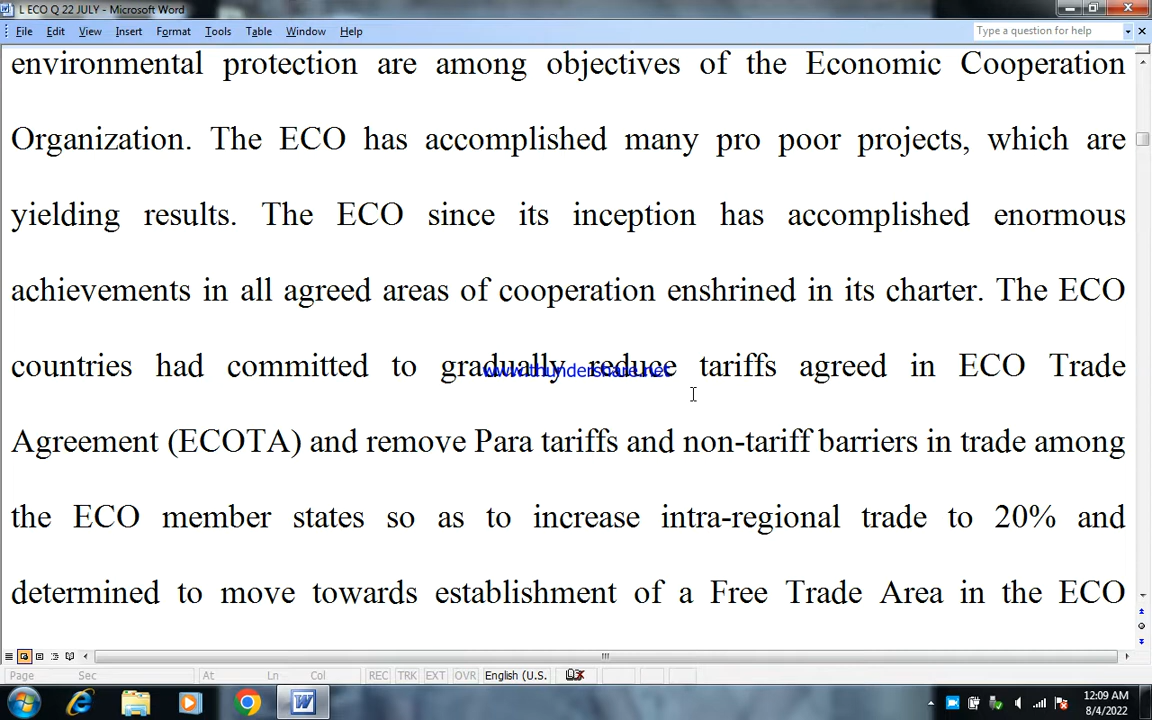 L ECO Q 22 JULY - Microsoft Word
File Edit View Insert Format Tools Table Window Help
Type a question for help
environmental protection are among objectives of the Economic Cooperation
Organization. The ECO has accomplished many pro poor projects, which are
yielding results. The ECO since its inception has accomplished enormous
achievements in all agreed areas of cooperation enshrined in its charter. The ECO
countries had committed to gradually reduce tariffs agreed in ECO Trade
www.thundershare.net
Agreement (ECOTA) and remove Para tariffs and non-tariff barriers in trade among
the ECO member states so as to increase intra-regional trade to 20% and
determined to move towards establishment of a Free Trade Area in the ECO
Page Sec At Ln Col REC TRK EXT OVR English (U.S.
12:09 AM
8/4/2022